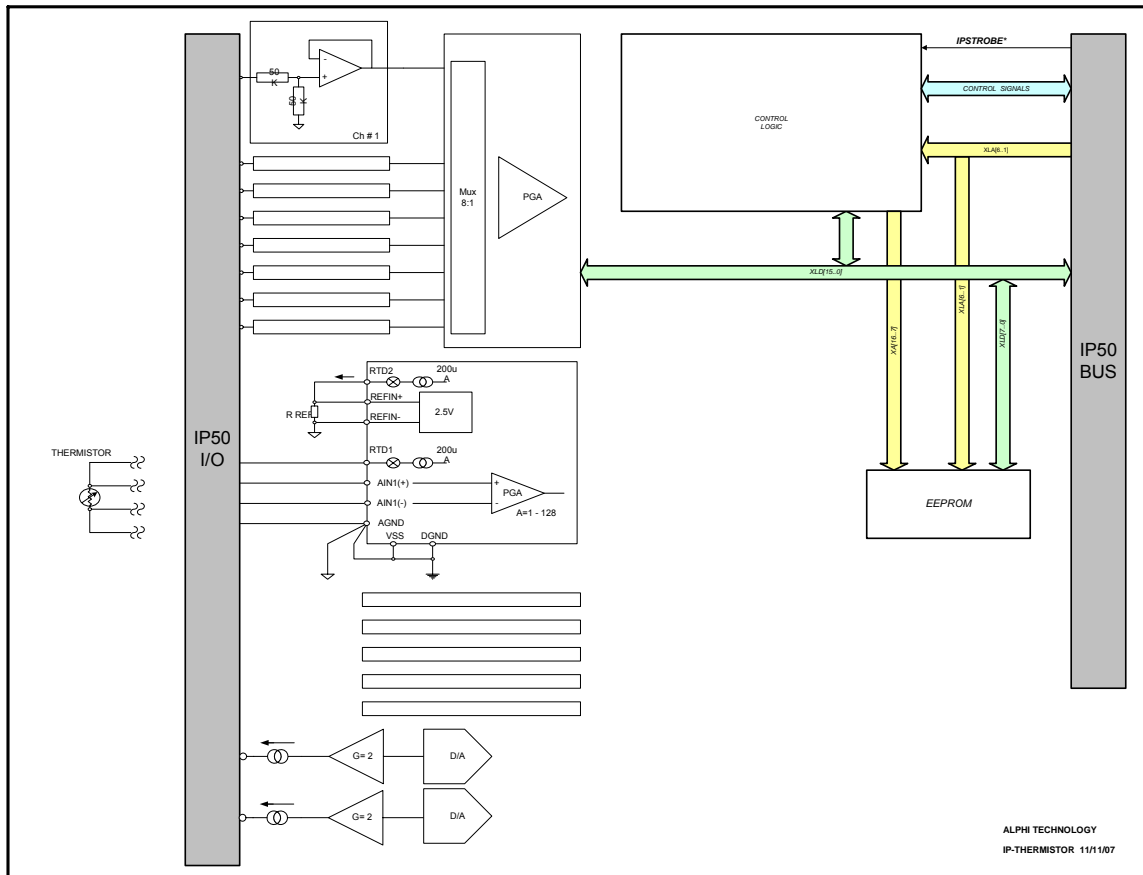 50
K
50
K
-
+
Ch # 1
Mux
8:1
PGA
IP50
I/O
THERMISTOR
RTD2
200u
A
REFIN+
R REF
REFIN-
2.5V
RTD1
200u
A
AIN1(+)
AIN1(-)
+
-
PGA
A=1 - 128
AGND
VSS
DGND
G= 2
D/A
G= 2
D/A
CONTROL
LOGIC
IPSTROBE*
CONTROL SIGNALS
XLA[6..1]
XLD[15..0]
XA[16..7]
XLA[6..1]
XLD[7..0]
IP50
BUS
EEPROM
ALPHI TECHNOLOGY
IP-THERMISTOR 11/11/07